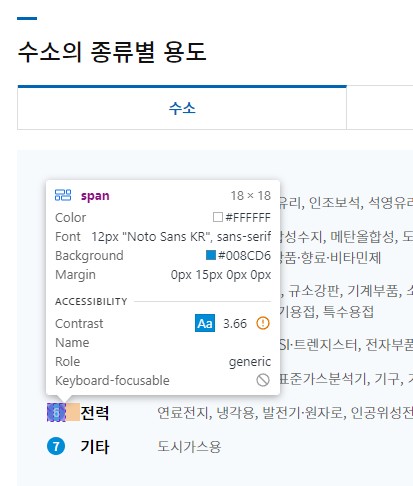 수소의 종류별 용도
수소
유리, 인조보석, 석영유리
span 18 × 18
Color #FFFFFF
합성수지, 메탄올합성, 도
Font 12px "Noto Sans KR", sans-serif
Background #008CD6
장품·향료·비타민제
Margin 0px 15px 0px 0px
, 규소강판, 기계부품, 소
ACCESSIBILITY
기용접, 특수용접
Contrast Aa 3.66
Name
SI·트렌지스터, 전자부품
Role generic
Keyboard-focusable
표준가스분석기, 기구, 기
전력 연료전지, 냉각용, 발전기·원자로, 인공위성전
7 기타 도시가스용